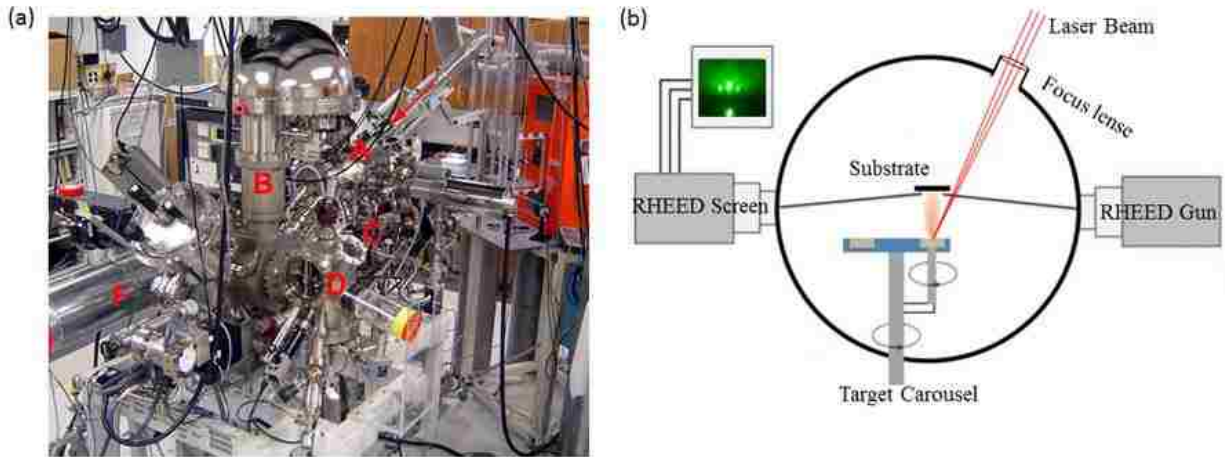 (a)
A
B
C
D
F
(b)
Laser Beam
Focus lense
Substrate
RHEED Screen
RHEED Gun
Target Carousel